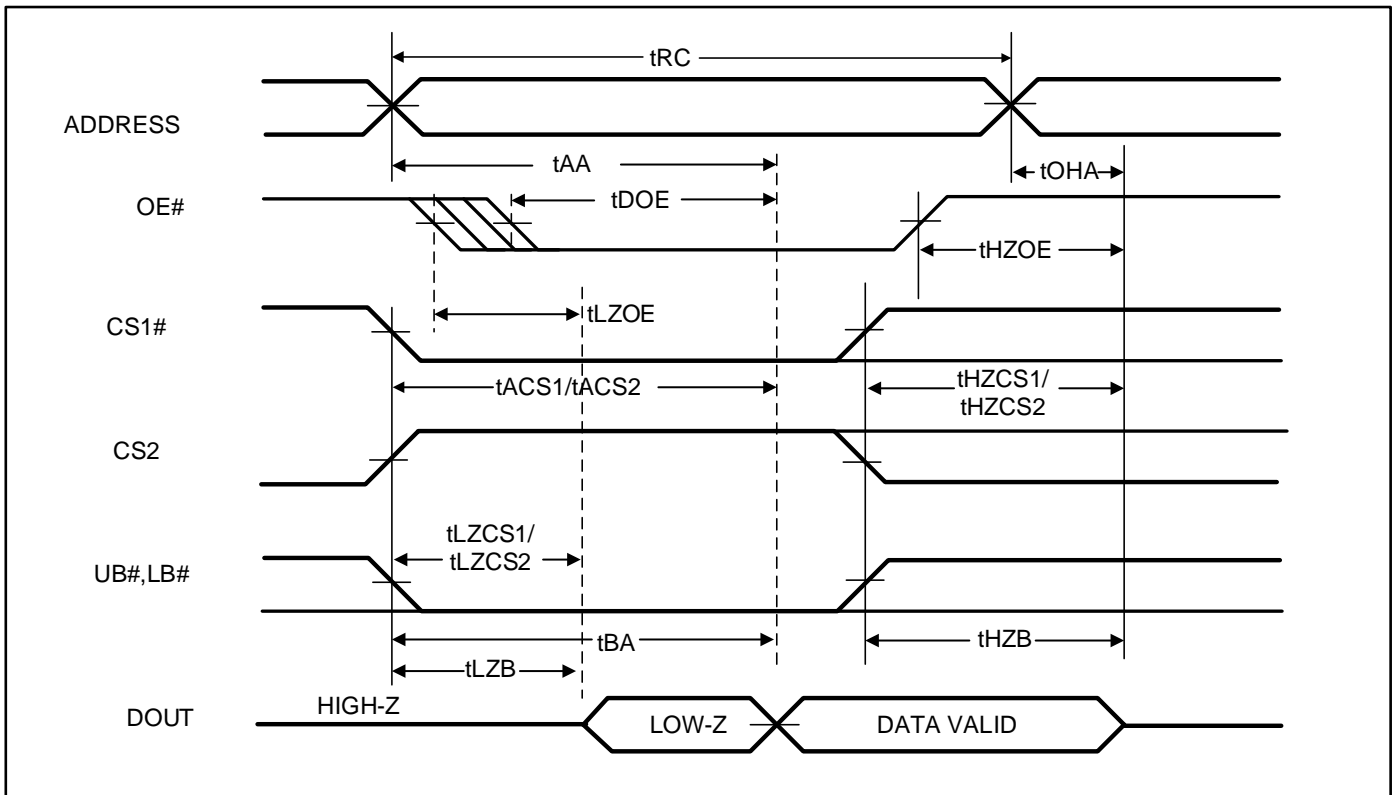 tRC
ADDRESS
tAA
tOHA
OE#
tDOE
tHZOE
CS1#
tLZOE
tACS1/tACS2
tHZCS1/
tHZCS2
CS2
tLZCS1/
tLZCS2
UB#,LB#
tBA
tHZB
tLZB
DOUT
HIGH-Z
LOW-Z
DATA VALID